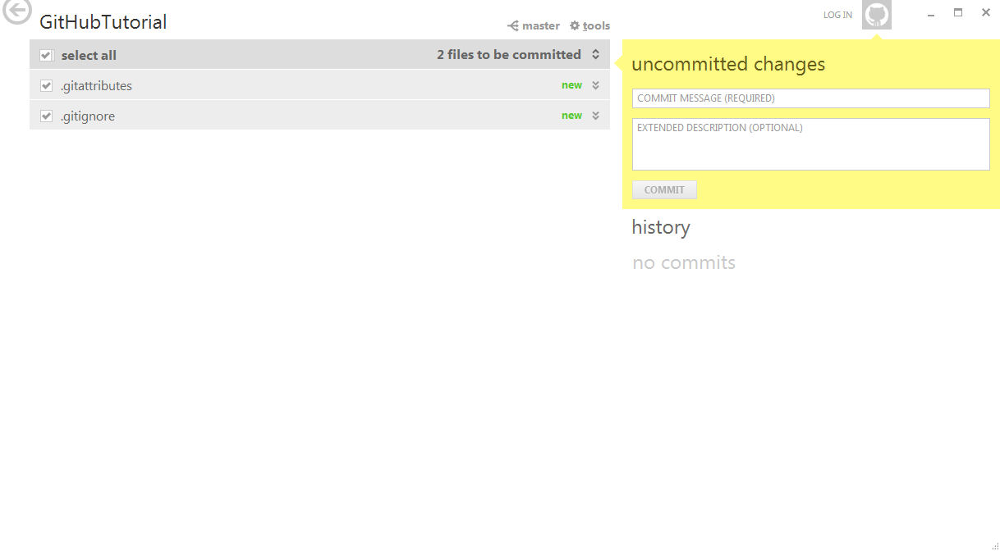 GitHubTutorial
master tools
LOG IN
select all 2 files to be committed
.gitattributes new
.gitignore new
uncommitted changes
COMMIT MESSAGE (REQUIRED)
EXTENDED DESCRIPTION (OPTIONAL)
COMMIT
history
no commits